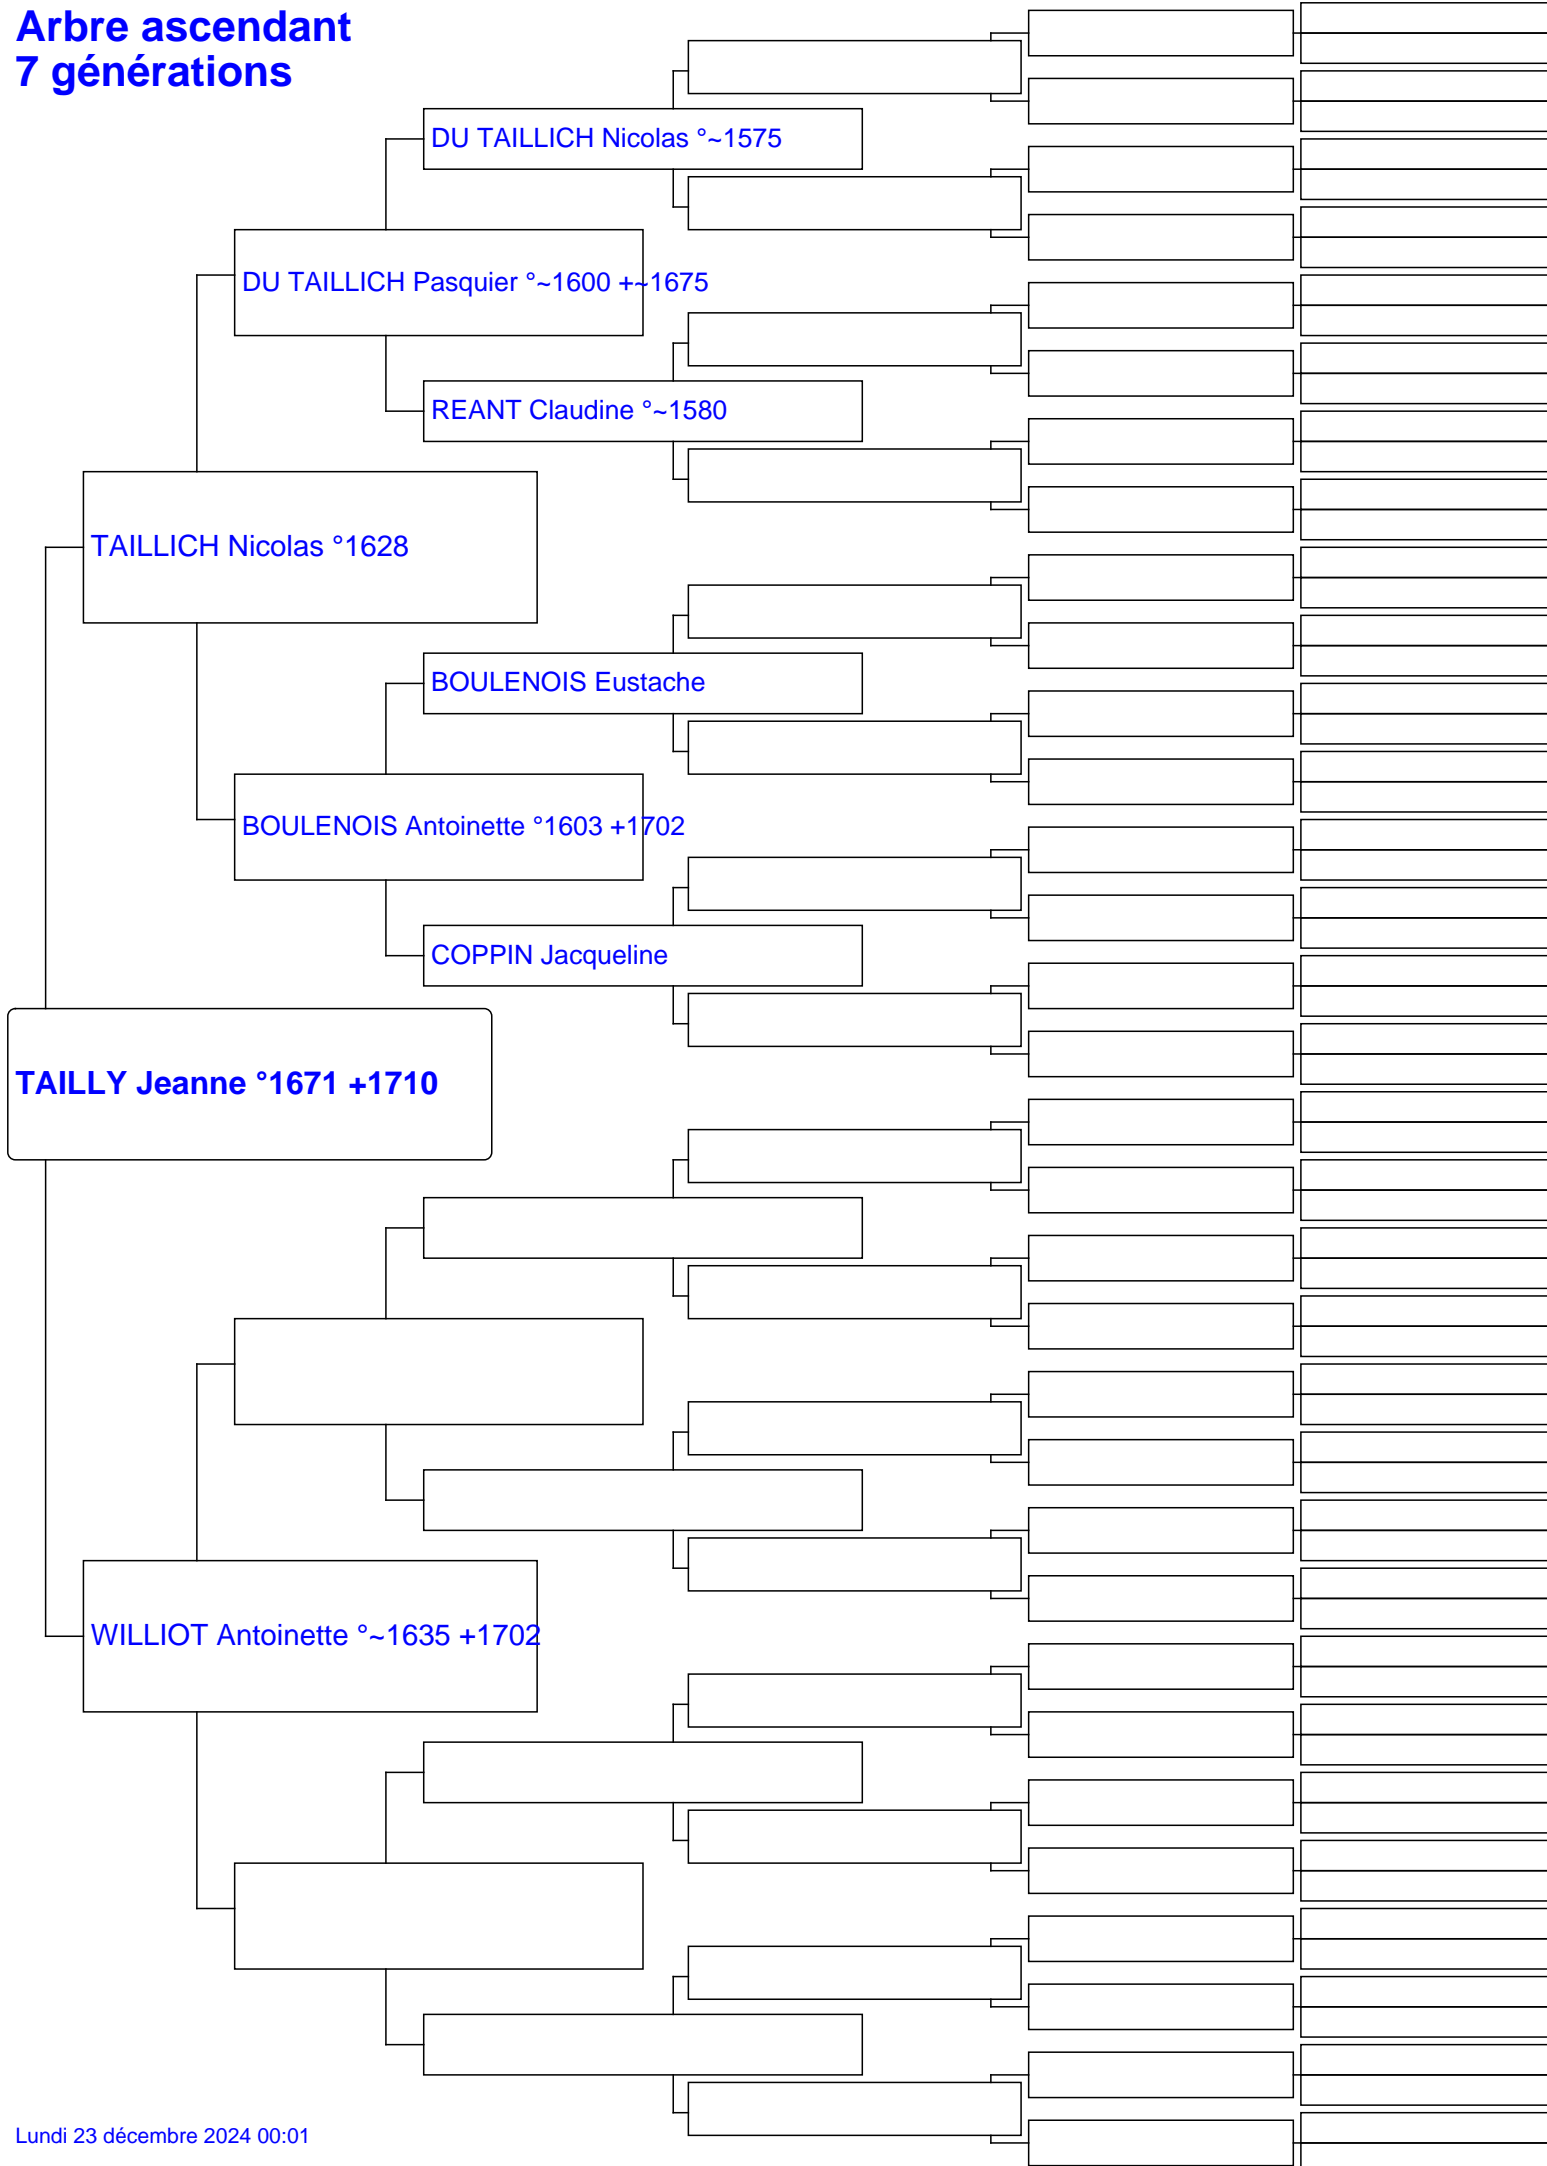 Arbre ascendant
7 générations
DU TAILLICH Nicolas °~1575
DU TAILLICH Pasquier °~1600 +~1675
REANT Claudine °~1580
TAILLICH Nicolas °1628
BOULENOIS Eustache
BOULENOIS Antoinette °1603 +1702
COPPIN Jacqueline
TAILLY Jeanne °1671 +1710
WILLIOT Antoinette °~1635 +1702
Lundi 23 décembre 2024 00:01